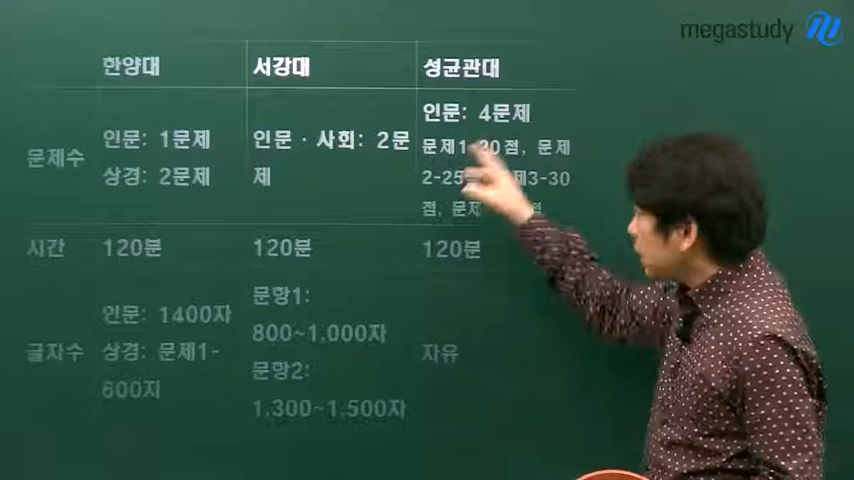 megastudy
한양대 서강대 성균관대
문제수
인문: 1문제
상경: 2문제
인문 · 사회: 2문
제
인문: 4문제
점, 문제
2-25
3-30
점, 문
시간 120분 120분 120분
글자수
인문: 1400자
상경: 문제1-
600자
문항1:
800~1,000자
문항2:
1,300~1,500자
자유